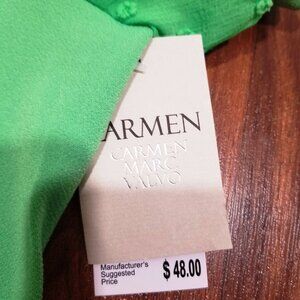 ARMEN
CARMEN
MARC
VALVO
Manufacturer's
Suggested
Price
$ 48.00